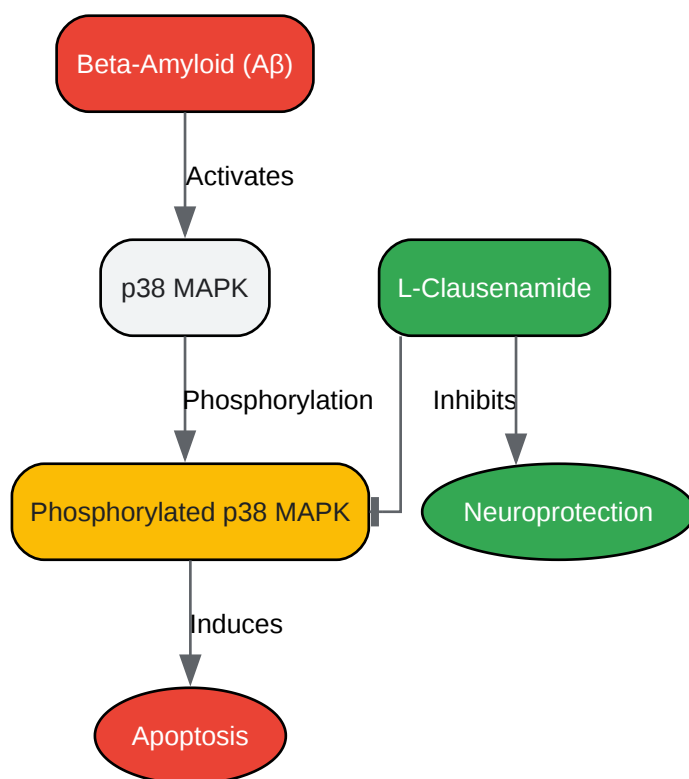 Beta-Amyloid (Aβ)
Activates
p38 MAPK
L-Clausenamide
Phosphorylation
Inhibits
Phosphorylated p38 MAPK
Neuroprotection
Induces
Apoptosis